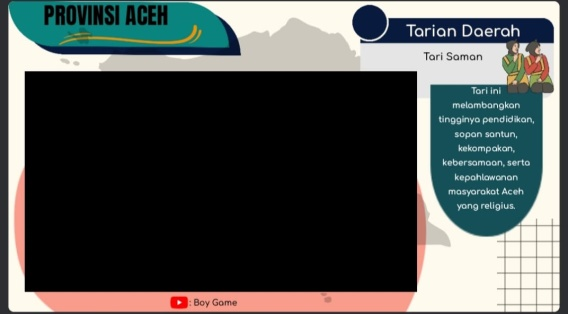 PROVINSI ACEH
Tarian Daerah
Tari Saman
Tari ini
melambangkan
tingginya pendidikan,
sopan santun,
kekompakan,
kebersamaan, serta
kepahlawanan
masyarakat Aceh
yang religius.
: Boy Game